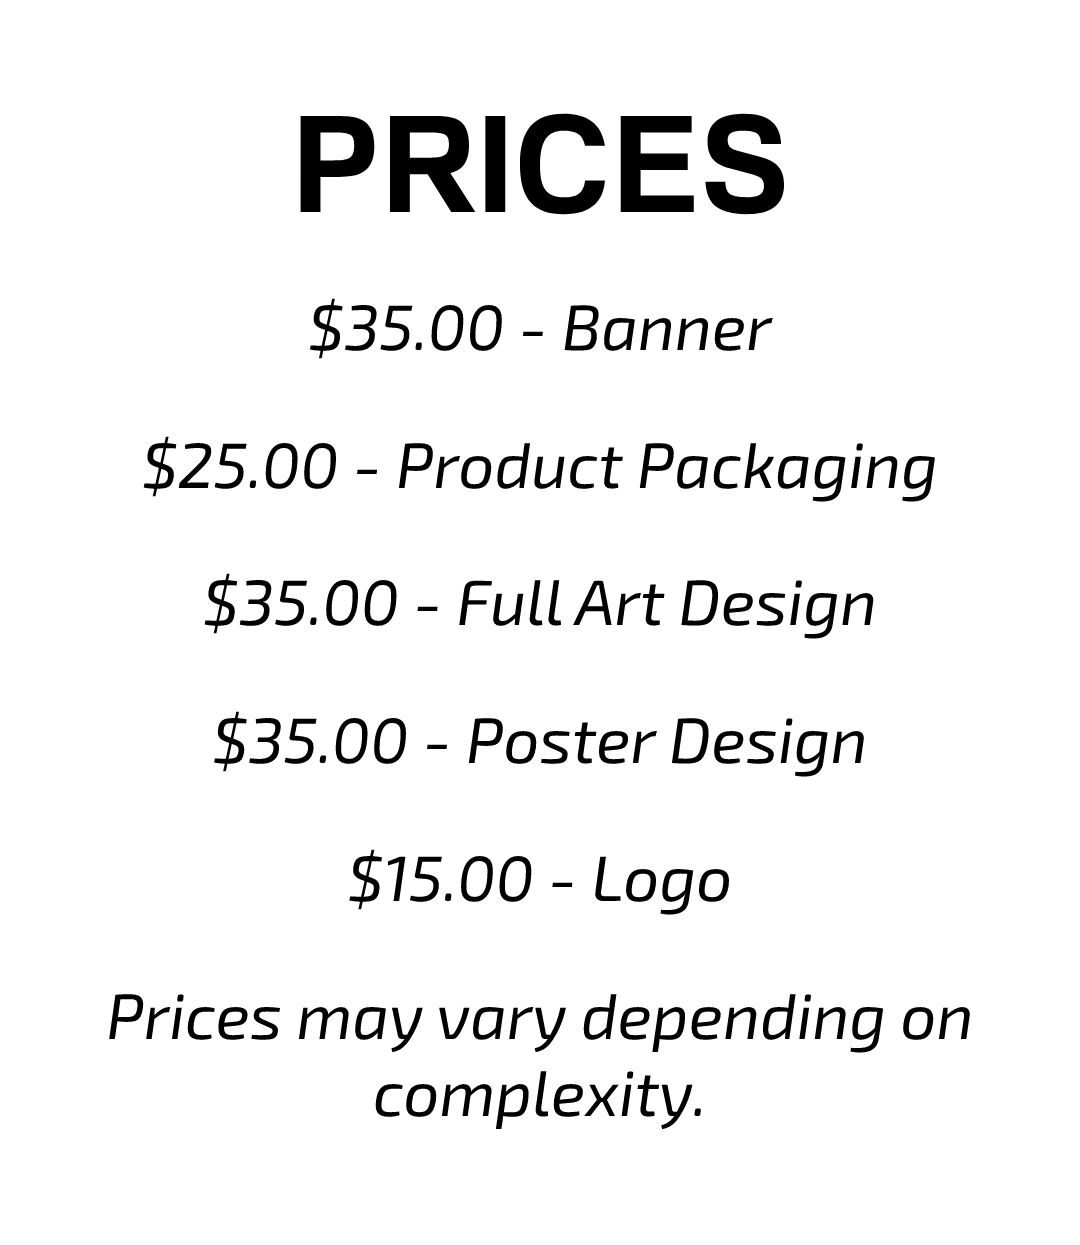 PRICES
$35.00 - Banner
$25.00 - Product Packaging
$35.00 - Full Art Design
$35.00 - Poster Design
$15.00 - Logo
Prices may vary depending on
complexity.